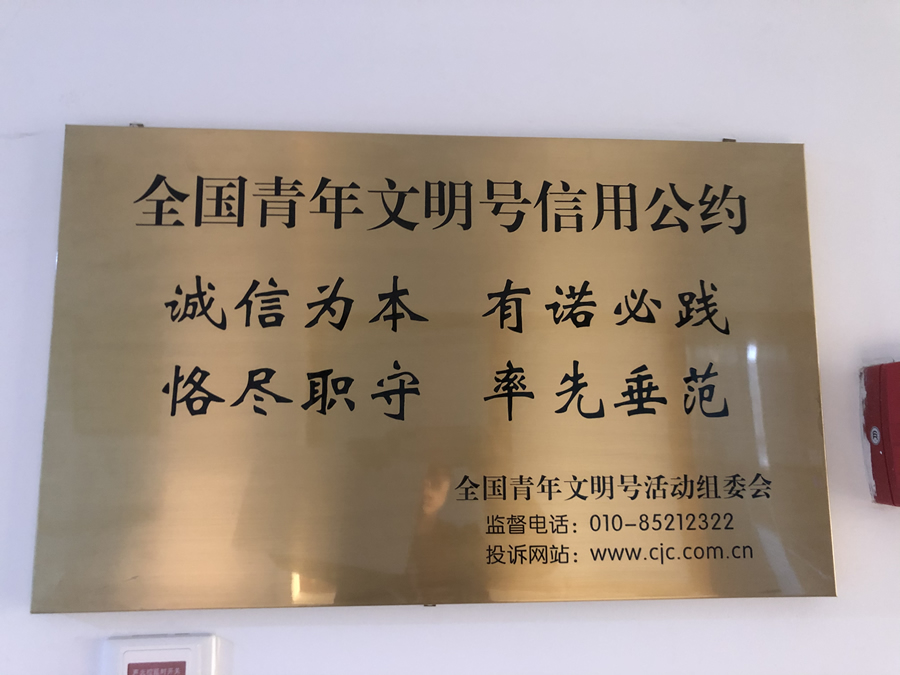 全国青年文明号信用公约
诚信为本 有诺必践
恪尽职守 率先垂范
全国青年文明号活动组委会
监督电话：010-85212322
投诉网站：www.cjc.com.cn